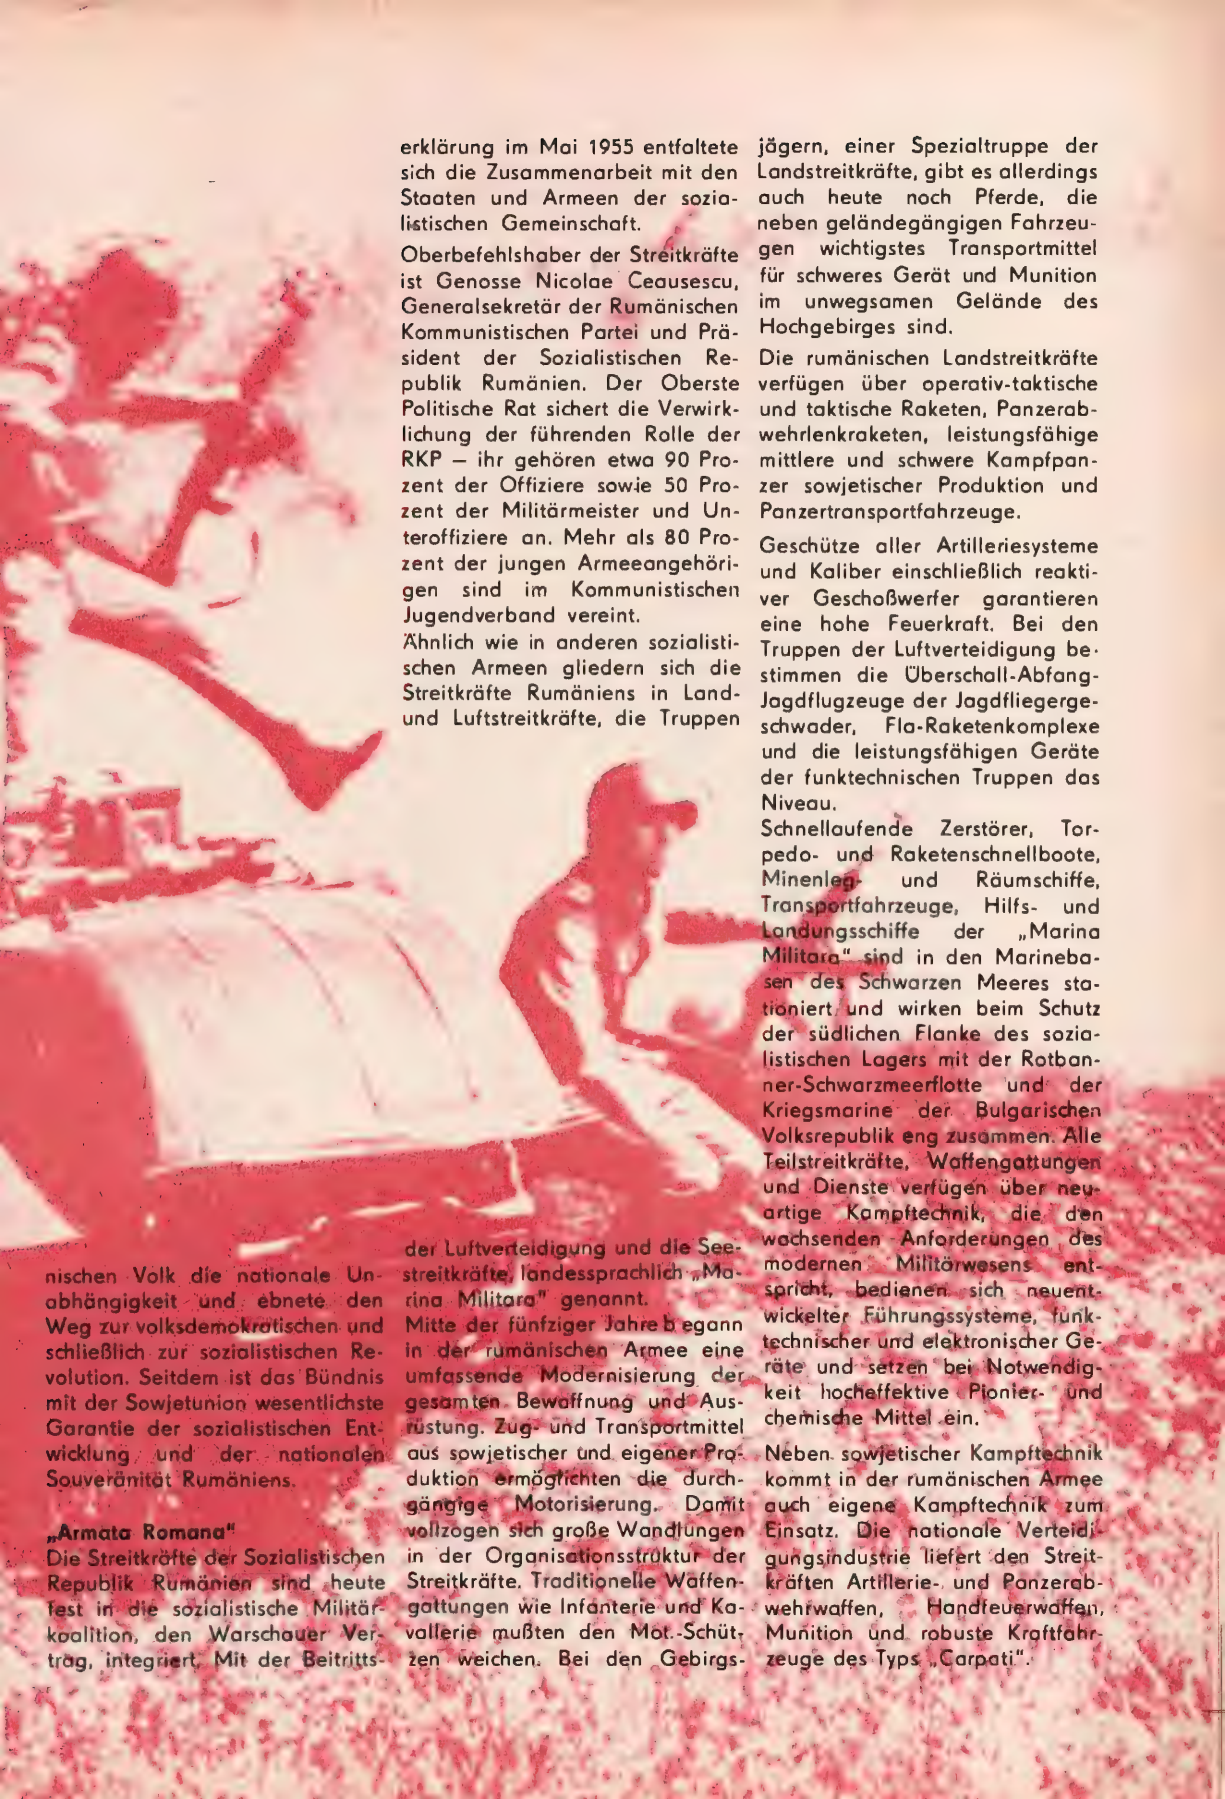 nischen Volk die nationale Un-
abhängigkeit und ebnete den
Weg zur volksdemokratischen und
schließlich zur sozialistischen Re-
volution. Seitdem ist das Bündnis
mit der Sowjetunion wesentlichste
Garantie der sozialistischen Ent-
wicklung und der nationalen
Souveränität Rumäniens.
„Armata Romana"
Die Streitkräfte der Sozialistischen
Republik Rumänien sind heute
fest in die sozialistische Militär-
koalition, den Warschauer Ver-
trag, integriert. Mit der Beitritts-
erklärung im Mai 1955 entfaltete
sich die Zusammenarbeit mit den
Staaten und Armeen der sozia-
listischen Gemeinschaft.
Oberbefehlshaber der Streitkräfte
ist Genosse Nicolae Ceausescu,
Generalsekretär der Rumänischen
Kommunistischen Partei und Prä-
sident der Sozialistischen Re-
publik Rumänien. Der Oberste
Politische Rat sichert die Verwirk-
lichung der führenden Rolle der
RKP – ihr gehören etwa 90 Pro-
zent der Offiziere sowie 50 Pro-
zent der Militärmeister und Un-
teroffiziere an. Mehr als 80 Pro-
zent der jungen Armeeangehöri-
gen sind im Kommunistischen
Jugendverband vereint.
Ähnlich wie in anderen sozialisti-
schen Armeen gliedern sich die
Streitkräfte Rumäniens in Land-
und Luftstreitkräfte, die Truppen
der Luftverteidigung und die See-
streitkräfte, landessprachlich „Ma-
rina Militara" genannt.
Mitte der fünfziger Jahre begann
in der rumänischen Armee eine
umfassende Modernisierung der
gesamten Bewaffnung und Aus-
rüstung. Zug- und Transportmittel
aus sowjetischer und eigener Pro-
duktion ermöglichten die durch-
gängige Motorisierung. Damit
vollzogen sich große Wandlungen
in der Organisationsstruktur der
Streitkräfte. Traditionelle Waffen-
gattungen wie Infanterie und Ka-
vallerie mußten den Mot.-Schüt-
zen weichen. Bei den Gebirgs-
jägern, einer Spezialtruppe der
Landstreitkräfte, gibt es allerdings
auch heute noch Pferde, die
neben geländegängigen Fahrzeu-
gen wichtigstes Transportmittel
für schweres Gerät und Munition
im unwegsamen Gelände des
Hochgebirges sind.
Die rumänischen Landstreitkräfte
verfügen über operativ-taktische
und taktische Raketen, Panzerab-
wehrlenkraketen, leistungsfähige
mittlere und schwere Kampfpan-
zer sowjetischer Produktion und
Panzertransportfahrzeuge.
Geschütze aller Artilleriesysteme
und Kaliber einschließlich reakti-
ver Geschoßwerfer garantieren
eine hohe Feuerkraft. Bei den
Truppen der Luftverteidigung be-
stimmen die Überschall-Abfang-
Jagdflugzeuge der Jagdfliegerge-
schwader, Fla-Raketenkomplexe
und die leistungsfähigen Geräte
der funktechnischen Truppen das
Niveau.
Schnellaufende Zerstörer, Tor-
pedo- und Raketenschnellboote,
Minenleg- und Räumschiffe,
Transportfahrzeuge, Hilfs- und
Landungsschiffe der „Marina
Militara" sind in den Marineba-
sen des Schwarzen Meeres sta-
tioniert und wirken beim Schutz
der südlichen Flanke des sozia-
listischen Lagers mit der Rotban-
ner-Schwarzmeerflotte und der
Kriegsmarine der Bulgarischen
Volksrepublik eng zusammen. Alle
Teilstreitkräfte, Waffengattungen
und Dienste verfügen über neu-
artige Kampftechnik, die den
wachsenden Anforderungen des
modernen Militärwesens ent-
spricht, bedienen sich neuent-
wickelter Führungssysteme, funk-
technischer und elektronischer Ge-
räte und setzen bei Notwendig-
keit hocheffektive Pionier- und
chemische Mittel ein.
Neben sowjetischer Kampftechnik
kommt in der rumänischen Armee
auch eigene Kampftechnik zum
Einsatz. Die nationale Verteidi-
gungsindustrie liefert den Streit-
kräften Artillerie- und Panzerab-
wehrwaffen, Handfeuerwaffen,
Munition und robuste Kraftfahr-
zeuge des Typs „Carpati".